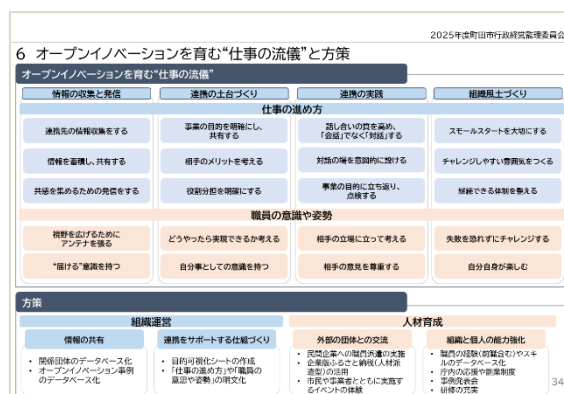 2025年度町田市行政経営監理委員会
6 オープンイノベーションを育む“仕事の流儀”と方策
オープンイノベーションを育む“仕事の流儀”
情報の収集と発信
連携の土台づくり
連携の実践
組織風土づくり
仕事の進め方
連携先の情報収集をする
事業の目的を明確にし、
共有する
話し合いの質を高め、
「会話」でなく「対話」する
スモールスタートを大切にする
情報を蓄積し、共有する
相手のメリットを考える
対話の場を意図的に設ける
チャレンジしやすい雰囲気をつくる
共感を集めるための発信をする
役割分担を明確にする
事業の目的に立ち返り、
点検する
継続できる体制を整える
職員の意識や姿勢
視野を広げるために
アンテナを張る
どうやったら実現できるか考える
相手の立場に立って考える
失敗を恐れずにチャレンジする
“届ける”意識を持つ
自分事としての意識を持つ
相手の意見を尊重する
自分自身が楽しむ
方策
組織運営
人材育成
情報の共有
連携をサポートする仕組づくり
外部の団体との交流
組織と個人の能力強化
• 関係団体のデータベース化
• オープンイノベーション事例
のデータベース化
• 目的可視化シートの作成
• 「仕事の進め方」や「職員の
意思や姿勢」の明文化
• 民間企業への職員派遣の実施
• 企業版ふるさと納税（人材派
遣型）の活用
• 市民や事業者とともに実施す
るイベントの体験
• 職員の経験（前職含む）やスキ
ルのデータベース化
• 庁内の応援や副業制度
• 事例発表会
• 研修の充実
34